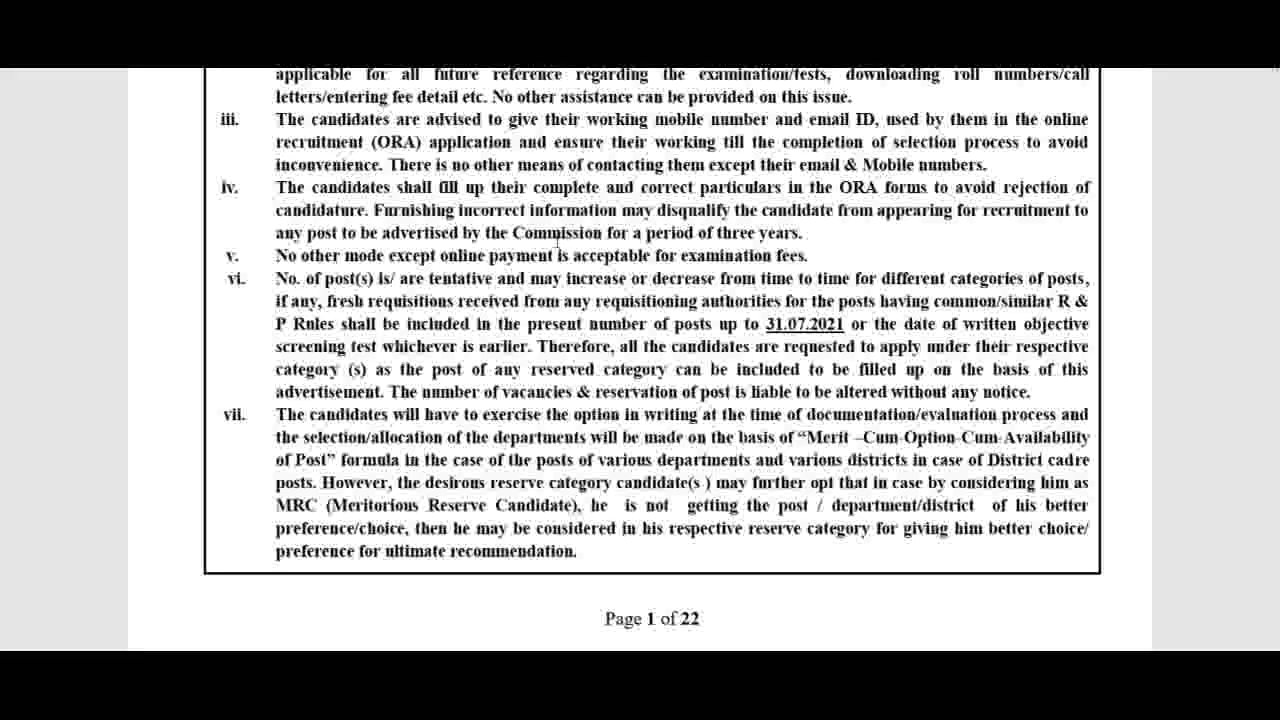 applicable for all future reference regarding the examination/tests, downloading roll numbers/call
letters/entering fee detail etc. No other assistance can be provided on this issue.
iii. The candidates are advised to give their working mobile number and email ID, used by them in the online
recruitment (ORA) application and ensure their working till the completion of selection process to avoid
inconvenience. There is no other means of contacting them except their email & Mobile numbers.
iv. The candidates shall fill up their complete and correct particulars in the ORA forms to avoid rejection of
candidature. Furnishing incorrect information may disqualify the candidate from appearing for recruitment to
any post to be advertised by the Commission for a period of three years.
v. No other mode except online payment is acceptable for examination fees.
vi. No. of post(s) is/ are tentative and may increase or decrease from time to time for different categories of posts,
if any, fresh requisitions received from any requisitioning authorities for the posts having common/similar R &
P Rules shall be included in the present number of posts up to 31.07.2021 or the date of written objective
screening test whichever is earlier. Therefore, all the candidates are requested to apply under their respective
category (s) as the post of any reserved category can be included to be filled up on the basis of this
advertisement. The number of vacancies & reservation of post is liable to be altered without any notice.
vii. The candidates will have to exercise the option in writing at the time of documentation/evaluation process and
the selection/allocation of the departments will be made on the basis of “Merit –Cum-Option-Cum-Availability
of Post” formula in the case of the posts of various departments and various districts in case of District cadre
posts. However, the desirous reserve category candidate(s ) may further opt that in case by considering him as
MRC (Meritorious Reserve Candidate), he is not getting the post / department/district of his better
preference/choice, then he may be considered in his respective reserve category for giving him better choice/
preference for ultimate recommendation.
Page 1 of 22